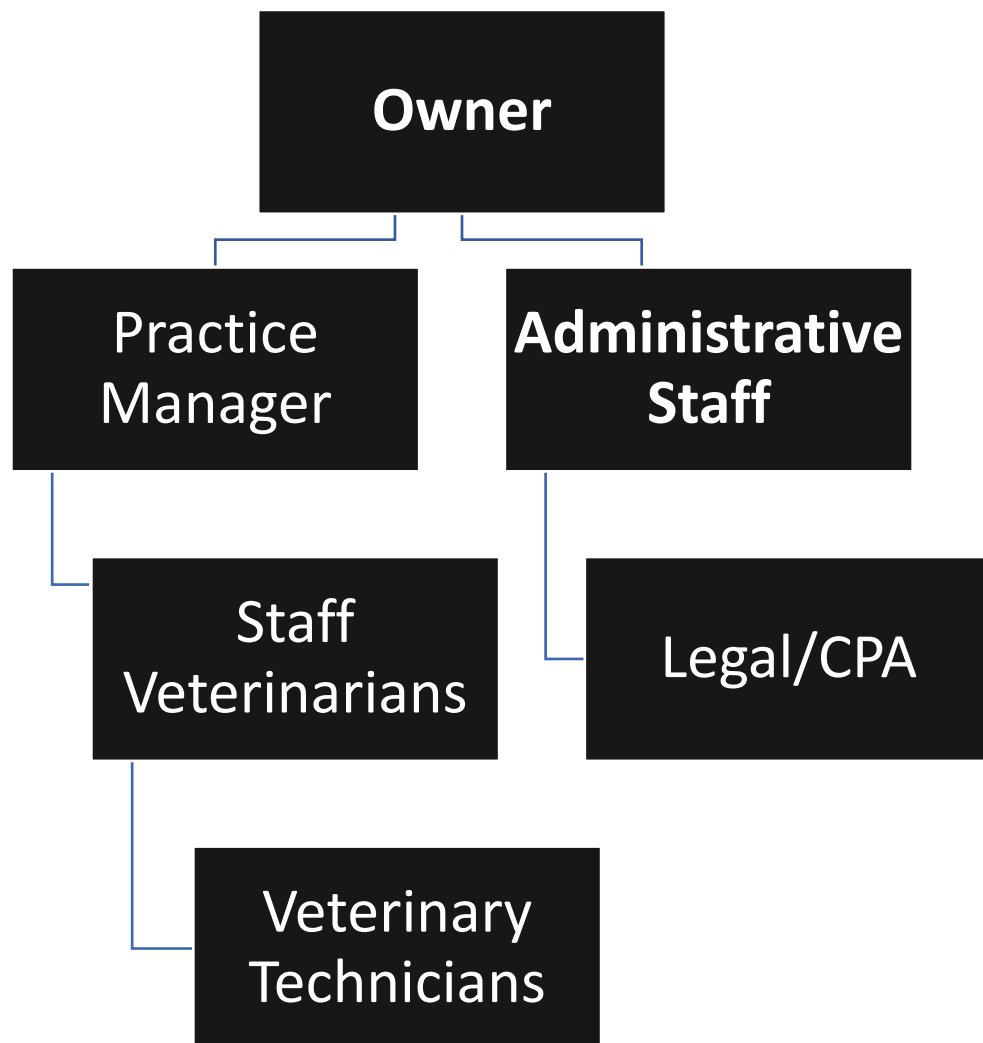 Owner
Practice
Manager
Administrative
Staff
Staff
Veterinarians
Legal/CPA
Veterinary
Technicians